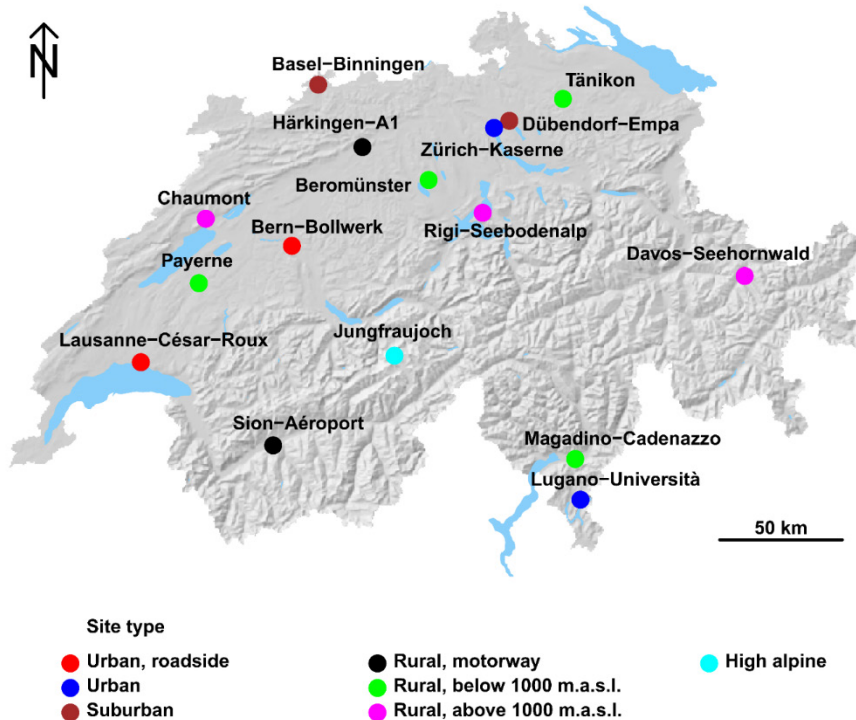 N
Basel−Binningen
Tänikon
Härkingen−A1
Dübendorf−Empa
Zürich−Kaserne
Beromünster
Chaumont
Bern−Bollwerk
Rigi−Seebodenalp
Davos−Seehornwald
Payerne
Jungfraujoch
Lausanne−César−Roux
Sion−Aéroport
Magadino−Cadenazzo
Lugano−Università
50 km
Site type
Urban, roadside
Urban
Suburban
Rural, motorway
Rural, below 1000 m.a.s.l.
Rural, above 1000 m.a.s.l.
High alpine